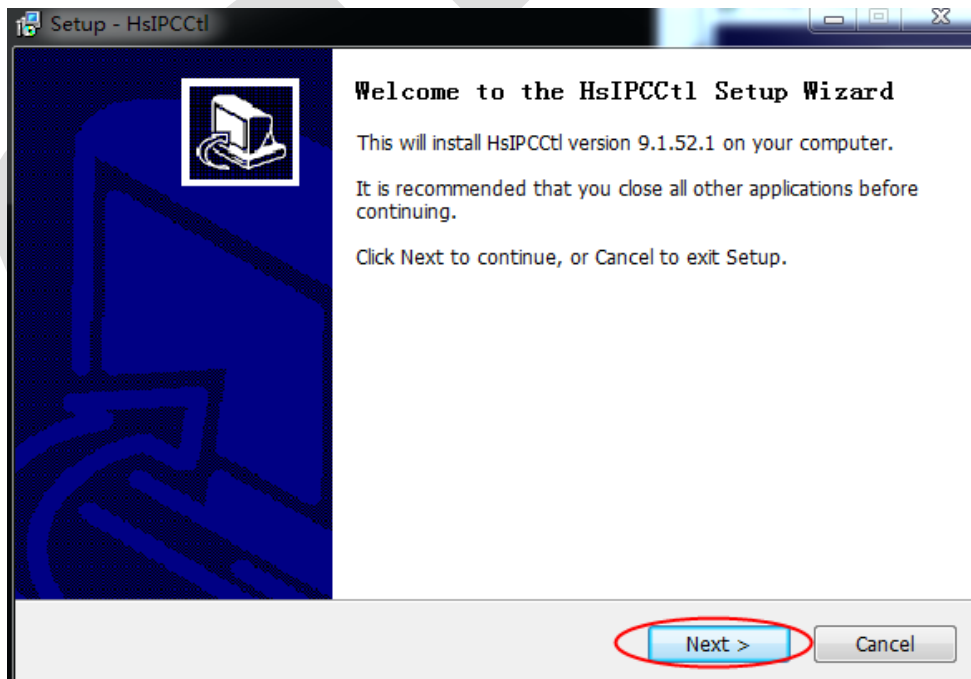 Setup - HsIPCCtl
Welcome to the HsIPCCtl Setup Wizard
This will install HsIPCCtl version 9.1.52.1 on your computer.
It is recommended that you close all other applications before
continuing.
Click Next to continue, or Cancel to exit Setup.
Next >
Cancel